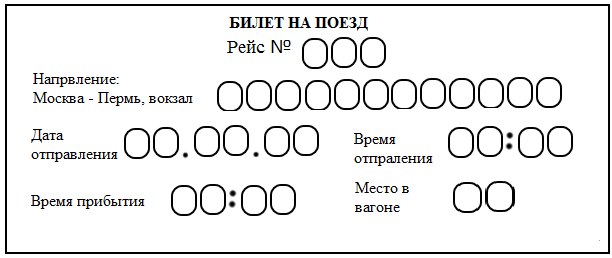 БИЛЕТ НА ПОЕЗД
Рейс №
Напрвление:
Москва - Пермь, вокзал
Дата
отправления
Время
отпраления
Время прибытия
Место в
вагоне